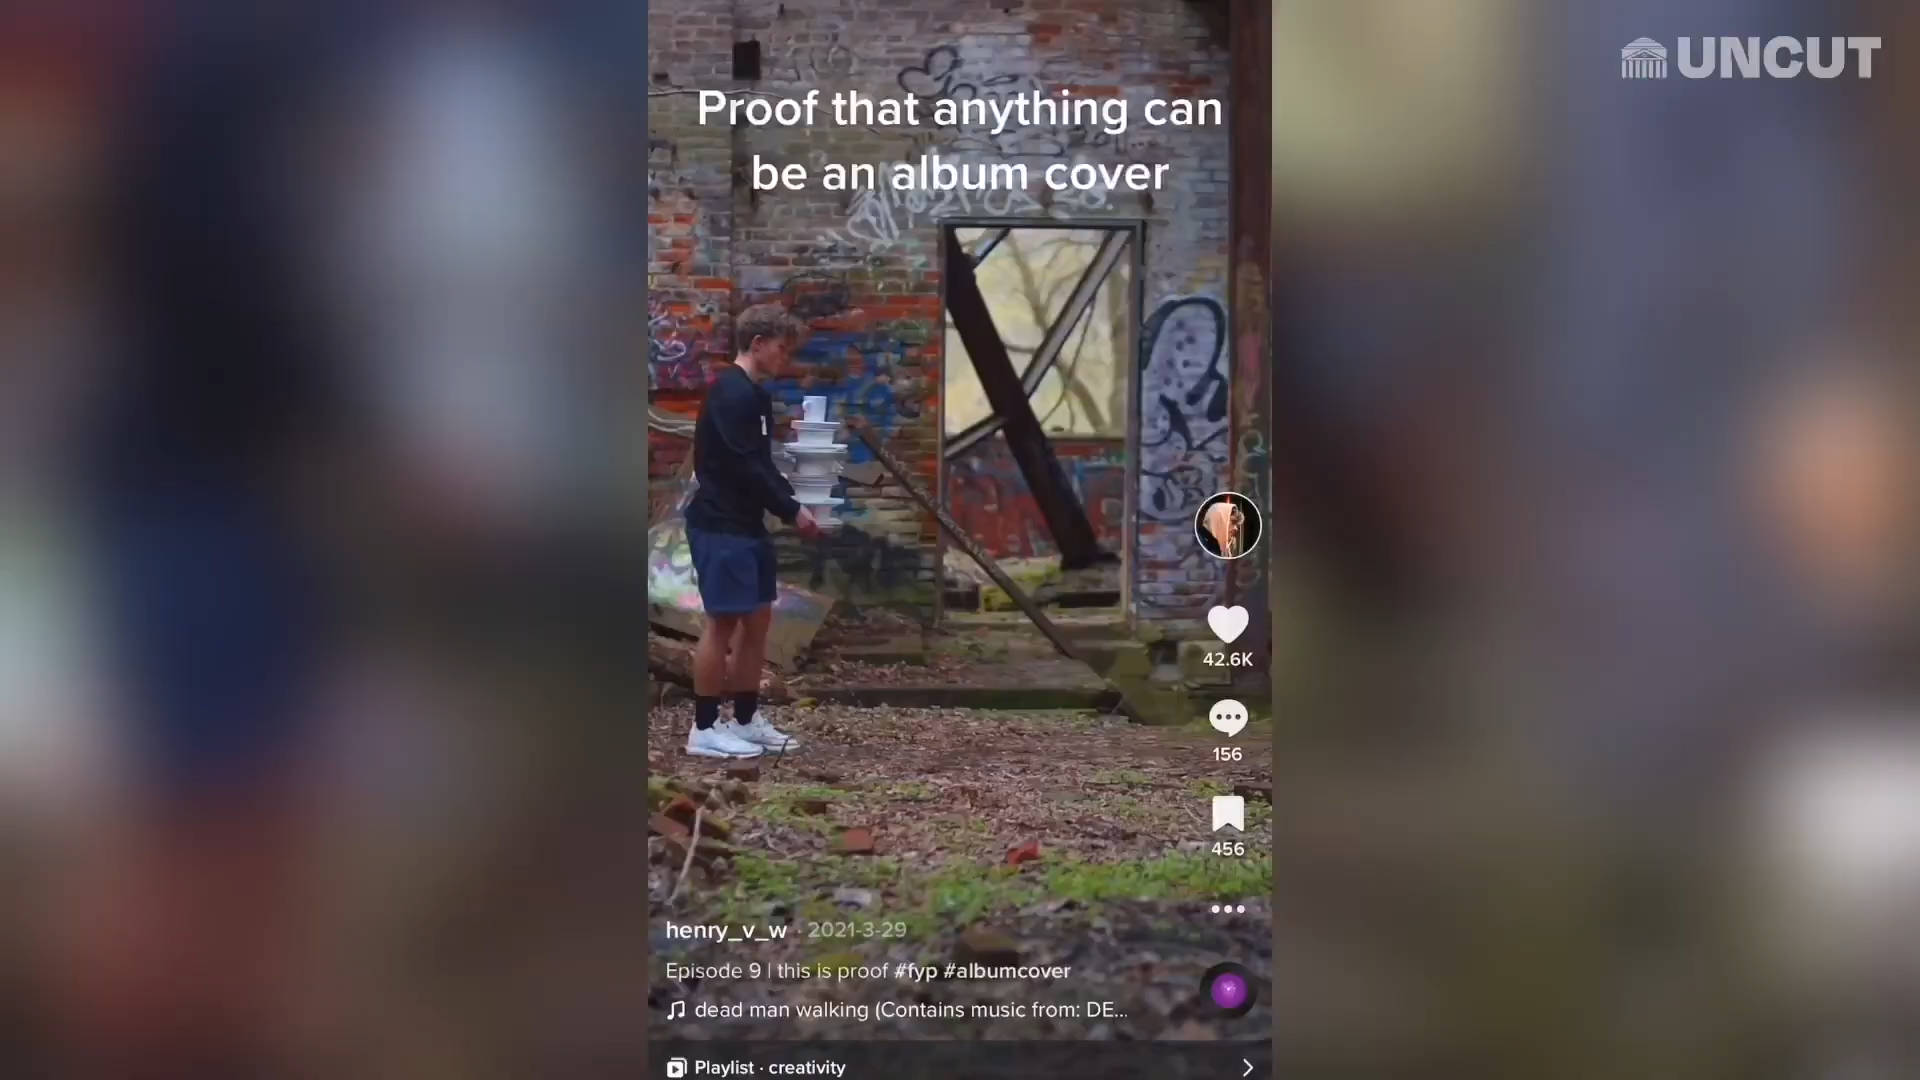 UNCUT
Proof that anything can
be an album cover
42.6K
156
456
henry_v_w · 2021-3-29
Episode 9 | this is proof #fyp #albumcover
dead man walking (Contains music from: DE...
Playlist · creativity